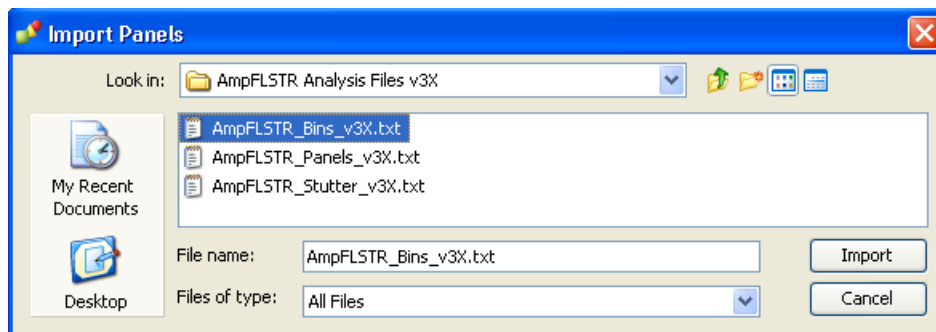 Import Panels
Look in:
AmpFLSTR Analysis Files v3X
My Recent
Documents
Desktop
AmpFLSTR_Bins_v3X.txt
AmpFLSTR_Panels_v3X.txt
AmpFLSTR_Stutter_v3X.txt
File name:
AmpFLSTR_Bins_v3X.txt
Import
Files of type:
All Files
Cancel